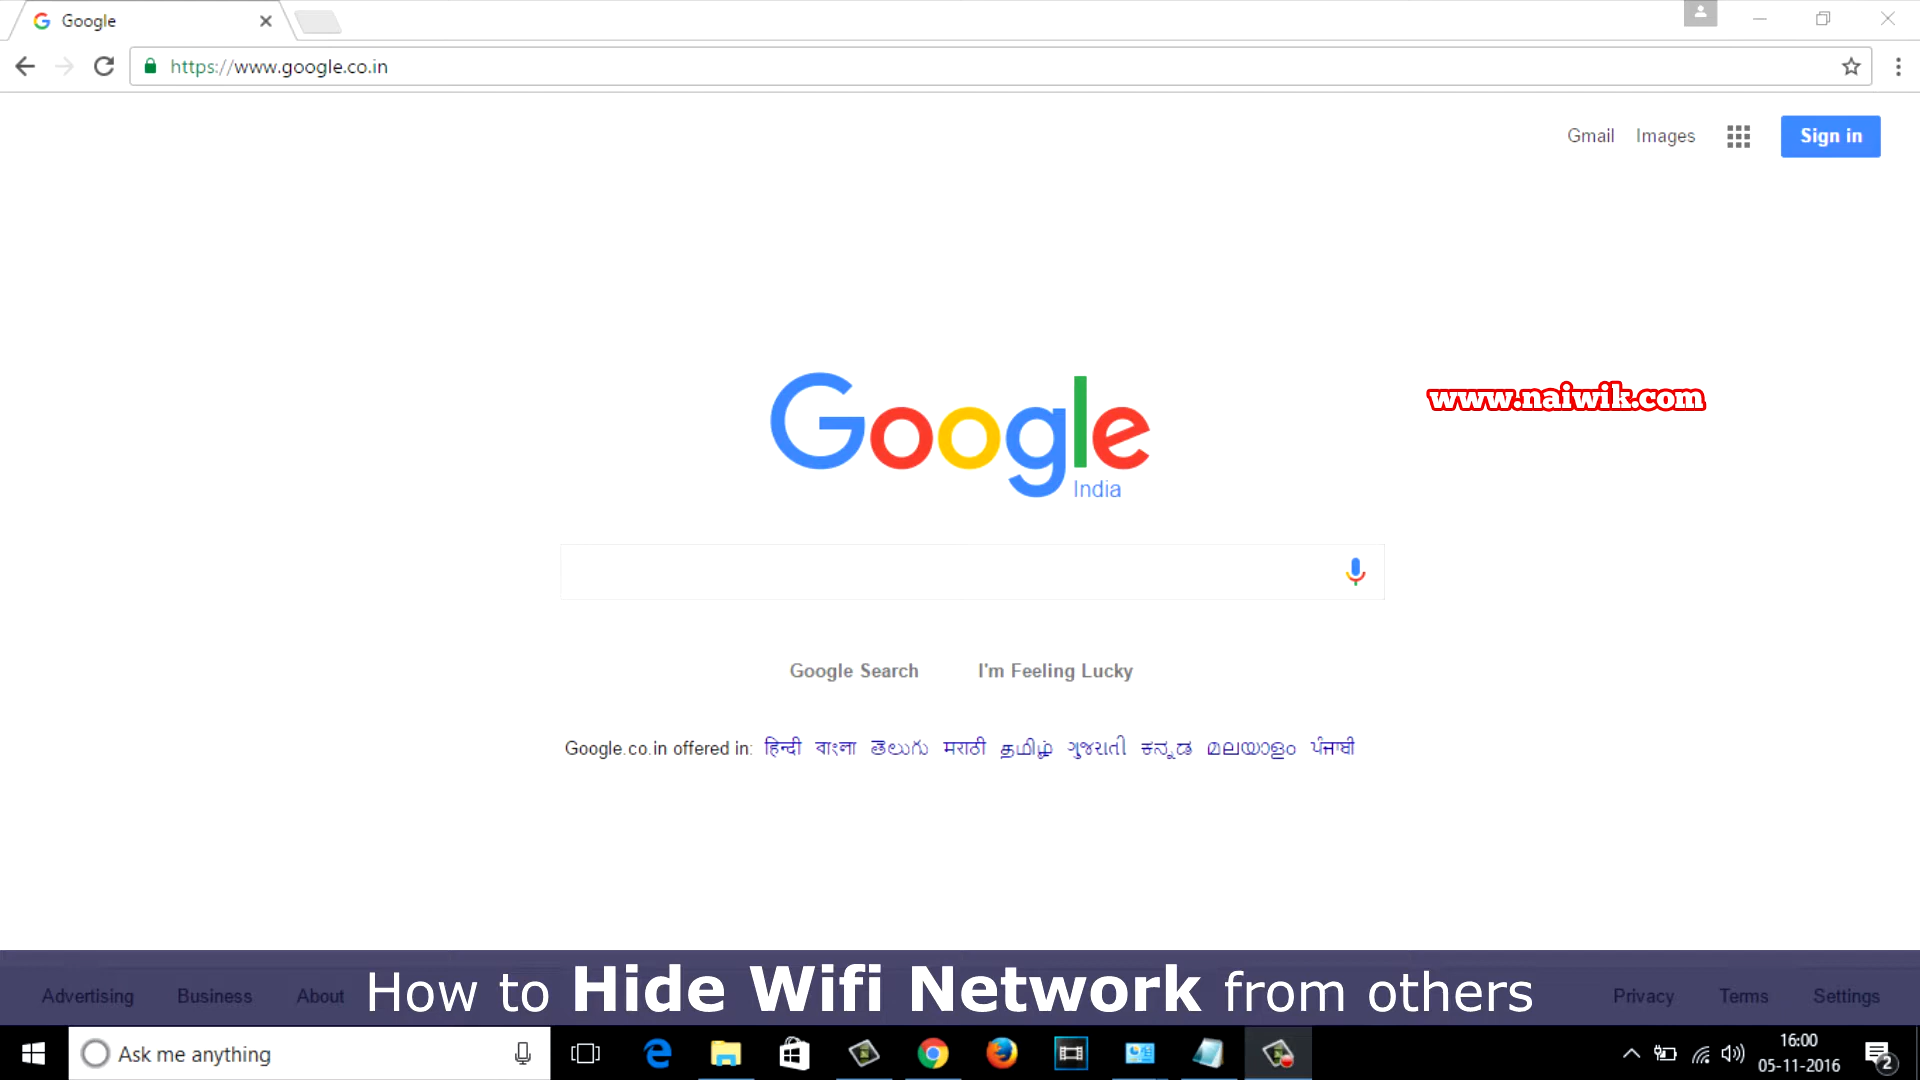 Google
https://www.google.co.in
Gmail Images Sign in
Google
India
www.naiwik.com
Google Search I'm Feeling Lucky
Google.co.in offered in: हिन्दी বাংলা తెలుగు मराठी தமிழ் ગુજરાતી ಕನ್ನಡ മലയാളം ਪੰਜਾਬੀ
Advertising Business About Privacy Terms Settings
How to Hide Wifi Network from others
Ask me anything
16:00
05-11-2016
2